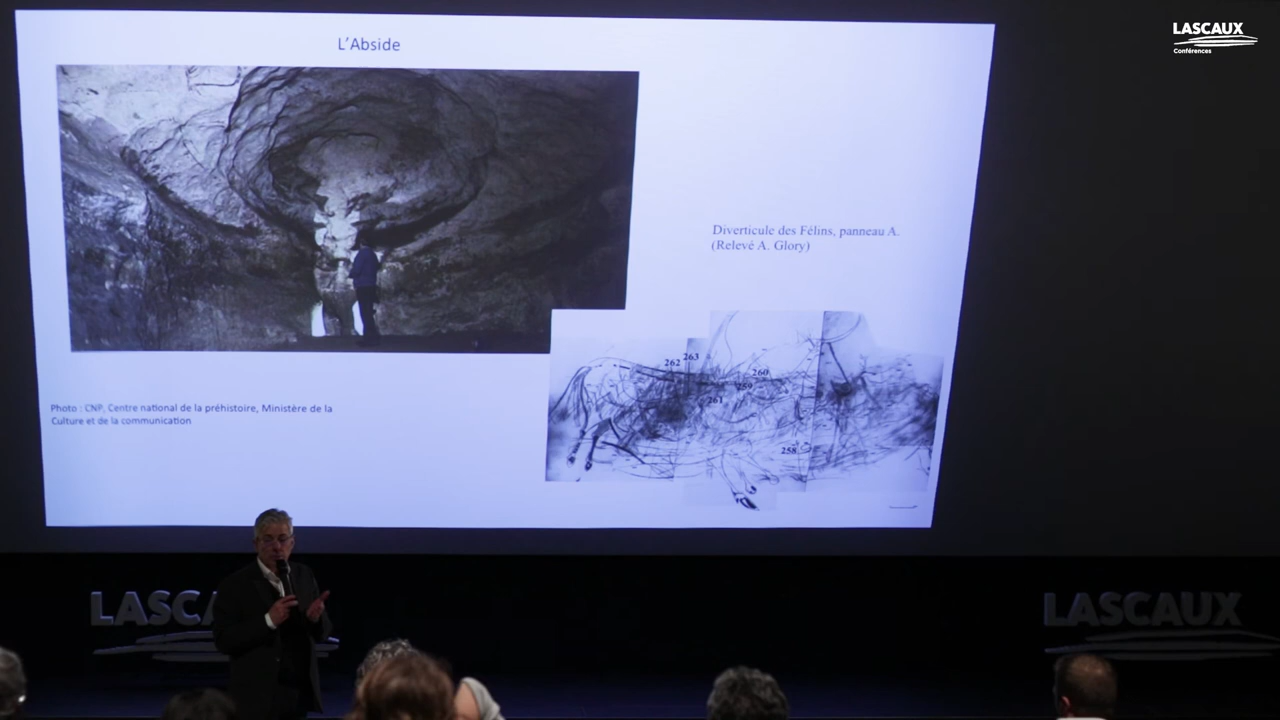 LASCAUX
Conférences
L'Abside
Diverticule des Félins, panneau A.
(Relevé A. Glory)
262 263
260
259
261
258
Photo : CNP, Centre national de la préhistoire, Ministère de la
Culture et de la communication
LASCA
LASCAUX